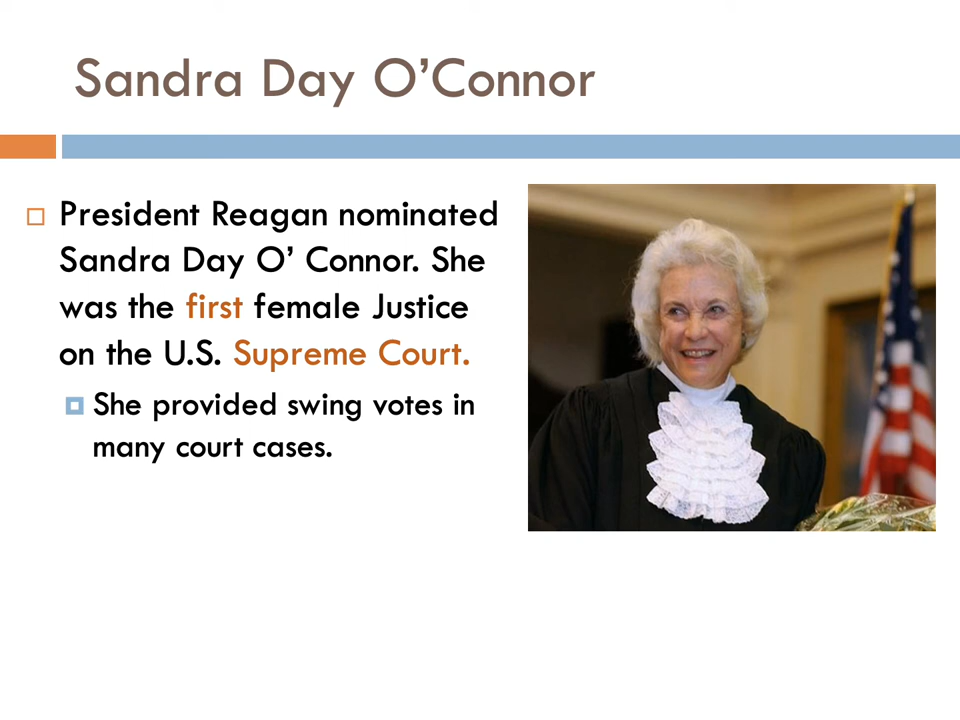 Sandra Day O’Connor
President Reagan nominated
Sandra Day O’ Connor. She
was the first female Justice
on the U.S. Supreme Court.
She provided swing votes in
many court cases.